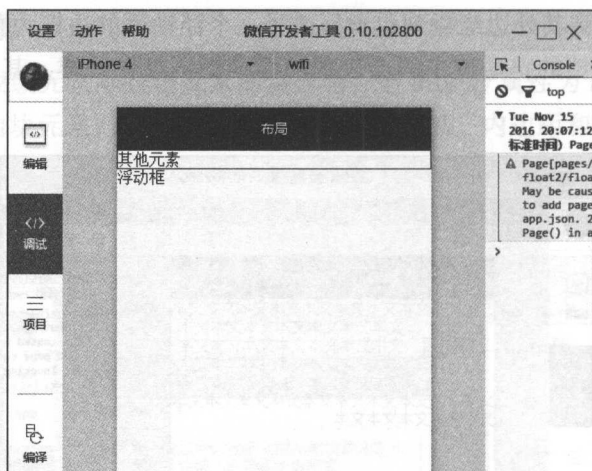 设置 动作 帮助 微信开发者工具 0.10.102800
iPhone 4 wifi
Console
top
编辑
调试
项目
编译
布局
其他元素
浮动框
Tue Nov 15
2016 20:07:12
标准时间) Page
Page[pages/
float2/floa
May be caus
to add page
app.json. 2
Page() in a